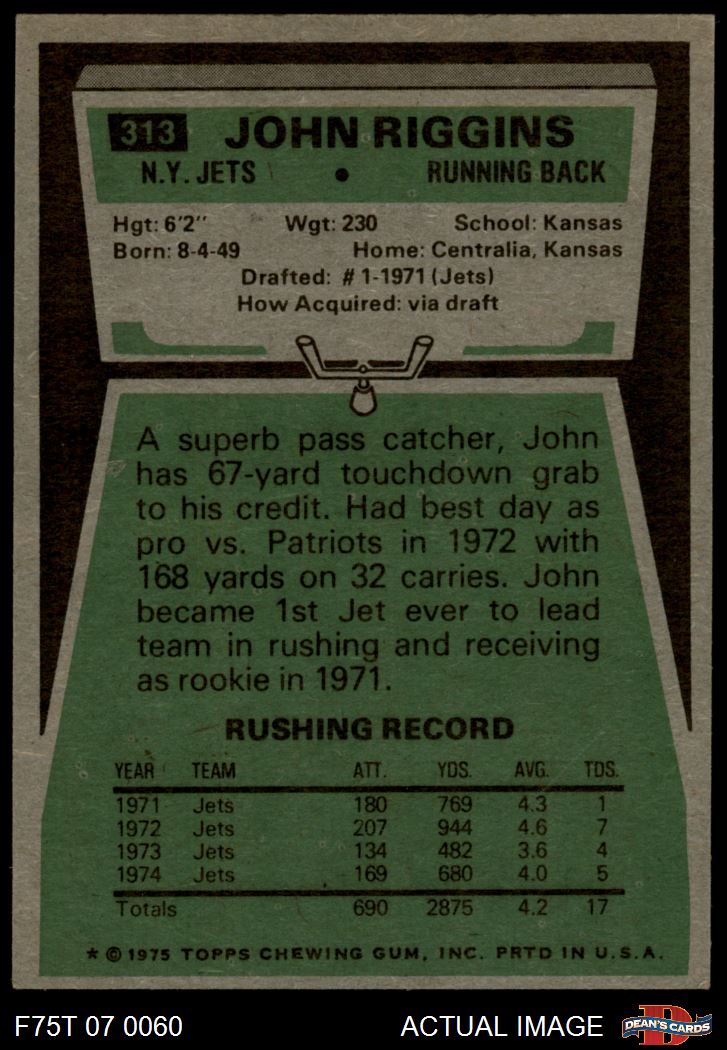 313 JOHN RIGGINS
N.Y. JETS • RUNNING BACK
Hgt: 6'2" Wgt: 230 School: Kansas
Born: 8-4-49 Home: Centralia, Kansas
Drafted: #1-1971 (Jets)
How Acquired: via draft
A superb pass catcher, John
has 67-yard touchdown grab
to his credit. Had best day as
pro vs. Patriots in 1972 with
168 yards on 32 carries. John
became 1st Jet ever to lead
team in rushing and receiving
as rookie in 1971.
RUSHING RECORD
YEAR TEAM ATT. YDS. AVG. TDS.
1971 Jets 180 769 4.3 1
1972 Jets 207 944 4.6 7
1973 Jets 134 482 3.6 4
1974 Jets 169 680 4.0 5
Totals 690 2875 4.2 17
* © 1975 TOPPS CHEWING GUM, INC. PRTD IN U.S.A.
F75T 07 0060 ACTUAL IMAGE D DEAN'S CARDS